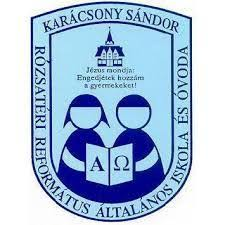 KARÁCSONY SÁNDOR
Jézus mondja:
Engedjétek hozzám
a gyermekeket!
Α Ω
RÓZSATÉRI REFORMÁTUS ÁLTALÁNOS ISKOLA ÉS ÓVODA